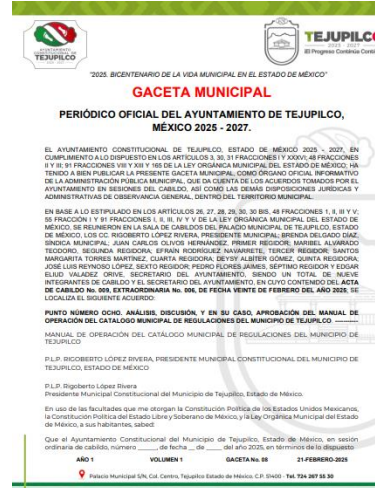 AYUNTAMIENTO CONSTITUCIONAL DE
TEJUPILCO
TEJUPILCO
2025 - 2027
El Progreso Continúa Contigo
"2025. BICENTENARIO DE LA VIDA MUNICIPAL EN EL ESTADO DE MÉXICO"
GACETA MUNICIPAL
PERIÓDICO OFICIAL DEL AYUNTAMIENTO DE TEJUPILCO,
MÉXICO 2025 - 2027.
EL AYUNTAMIENTO CONSTITUCIONAL DE TEJUPILCO, ESTADO DE MÉXICO 2025 - 2027, EN
CUMPLIMIENTO A LO DISPUESTO EN LOS ARTÍCULOS 3, 30, 31 FRACCIONES I Y XXXVI; 48 FRACCIONES
II Y III; 91 FRACCIONES VIII Y XIII Y 165 DE LA LEY ORGÁNICA MUNICIPAL DEL ESTADO DE MÉXICO; HA
TENIDO A BIEN PUBLICAR LA PRESENTE GACETA MUNICIPAL, COMO ÓRGANO OFICIAL INFORMATIVO
DE LA ADMINISTRACIÓN PÚBLICA MUNICIPAL, QUE DA CUENTA DE LOS ACUERDOS TOMADOS POR EL
AYUNTAMIENTO EN SESIONES DEL CABILDO, ASÍ COMO LAS DEMÁS DISPOSICIONES JURÍDICAS Y
ADMINISTRATIVAS DE OBSERVANCIA GENERAL, DENTRO DEL TERRITORIO MUNICIPAL.
EN BASE A LO ESTIPULADO EN LOS ARTÍCULOS 26, 27, 28, 29, 30, 30 BIS, 48 FRACCIONES I, II, III Y V;
55 FRACCIÓN I Y 91 FRACCIONES I, II, III, IV Y V DE LA LEY ORGÁNICA MUNICIPAL DEL ESTADO DE
MÉXICO, SE REUNIERON EN LA SALA DE CABILDOS DEL PALACIO MUNICIPAL DE TEJUPILCO, ESTADO
DE MÉXICO, LOS CC. RIGOBERTO LÓPEZ RIVERA, PRESIDENTE MUNICIPAL; BRENDA DELGADO DÍAZ,
SÍNDICA MUNICIPAL; JUAN CARLOS OLIVOS HERNÁNDEZ, PRIMER REGIDOR; MARIBEL ALVARADO
TEODORO, SEGUNDA REGIDORA; EFRAÍN RODRÍGUEZ NAVARRETE, TERCER REGIDOR; SANTOS
MARGARITA TORRES MARTÍNEZ, CUARTA REGIDORA; DEYSY ALBÍTER GÓMEZ, QUINTA REGIDORA;
JOSÉ LUIS REYNOSO LÓPEZ, SEXTO REGIDOR; PEDRO FLORES JAIMES, SÉPTIMO REGIDOR Y EDGAR
ELIUD VALADEZ ORIVE, SECRETARIO DEL AYUNTAMIENTO, SIENDO UN TOTAL DE NUEVE
INTEGRANTES DE CABILDO Y EL SECRETARIO DEL AYUNTAMIENTO, EN CUYO CONTENIDO DEL ACTA
DE CABILDO No. 009, EXTRAORDINARIA No. 006, DE FECHA VEINTE DE FEBRERO DEL AÑO 2025; SE
LOCALIZA EL SIGUIENTE ACUERDO:
PUNTO NÚMERO OCHO. ANÁLISIS, DISCUSIÓN, Y EN SU CASO, APROBACIÓN DEL MANUAL DE
OPERACIÓN DEL CATALOGO MUNICIPAL DE REGULACIONES DEL MUNICIPIO DE TEJUPILCO. -----------
MANUAL DE OPERACIÓN DEL CATÁLOGO MUNICIPAL DE REGULACIONES DEL MUNICIPIO DE
TEJUPILCO
P.L.P. RIGOBERTO LÓPEZ RIVERA, PRESIDENTE MUNICIPAL CONSTITUCIONAL DEL MUNICIPIO DE
TEJUPILCO, ESTADO DE MÉXICO
P.L.P. Rigoberto López Rivera
Presidente Municipal Constitucional del Municipio de Tejupilco, Estado de México.
En uso de las facultades que me otorgan la Constitución Política de los Estados Unidos Mexicanos,
la Constitución Política del Estado Libre y Soberano de México, y la Ley Orgánica Municipal del Estado
de México, a sus habitantes, sabed:
Que el Ayuntamiento Constitucional del Municipio de Tejupilco, Estado de México, en sesión
ordinaria de cabildo, número _____, de fecha __ de _____ del año 2025, en términos de lo dispuesto
AÑO 1 VOLUMEN 1 GACETA No. 08 21-FEBRERO-2025
Palacio Municipal S/N, Col. Centro, Tejupilco Estado de México, C.P. 51400 - Tel. 724 267 55 30